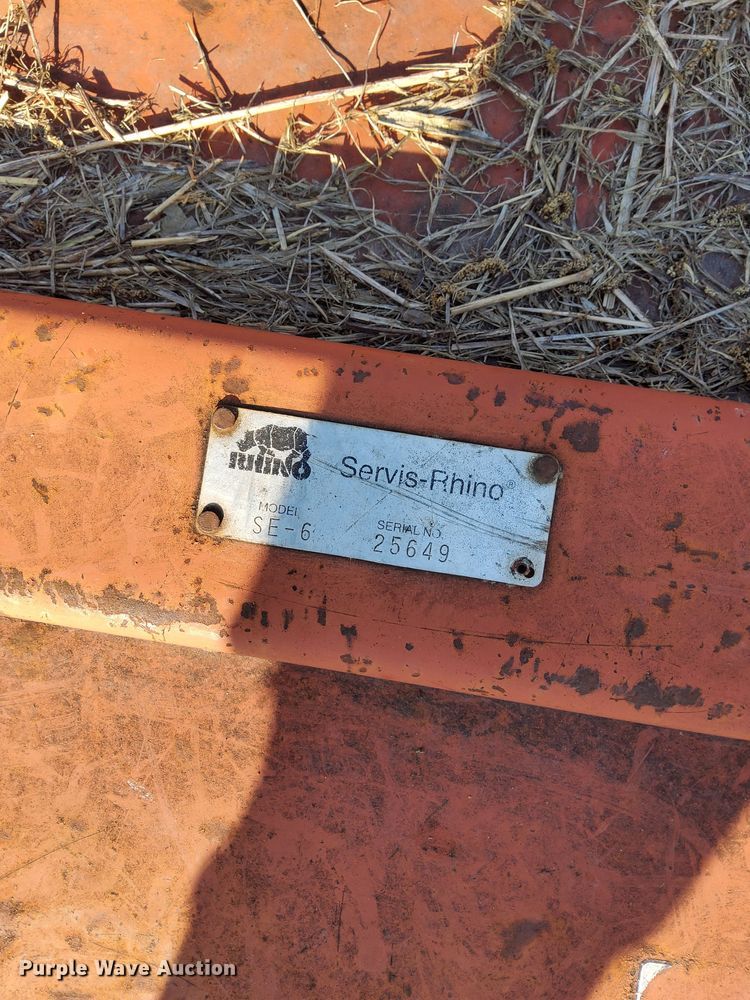 RHINO
Servis-Rhino®
MODEL
SE-6
SERIAL NO.
25649
Purple Wave Auction